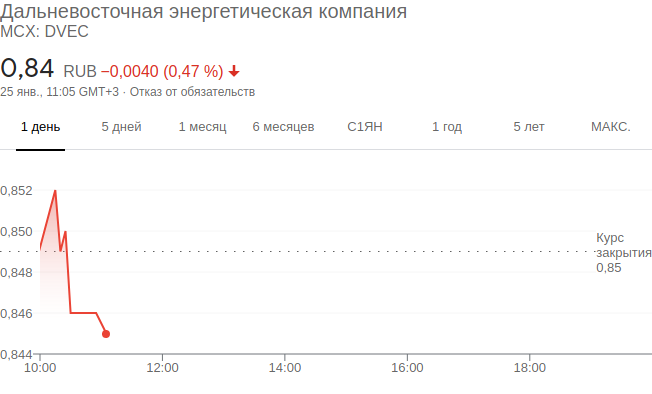 Дальневосточная энергетическая компания
MCX: DVEC
0,84 RUB −0,0040 (0,47 %)
25 янв., 11:05 GMT+3 · Отказ от обязательств
1 день 5 дней 1 месяц 6 месяцев С1ЯН 1 год 5 лет МАКС.
0,852
0,850
Курс
закрытия
0,85
0,848
0,846
0,844
10:00 12:00 14:00 16:00 18:00